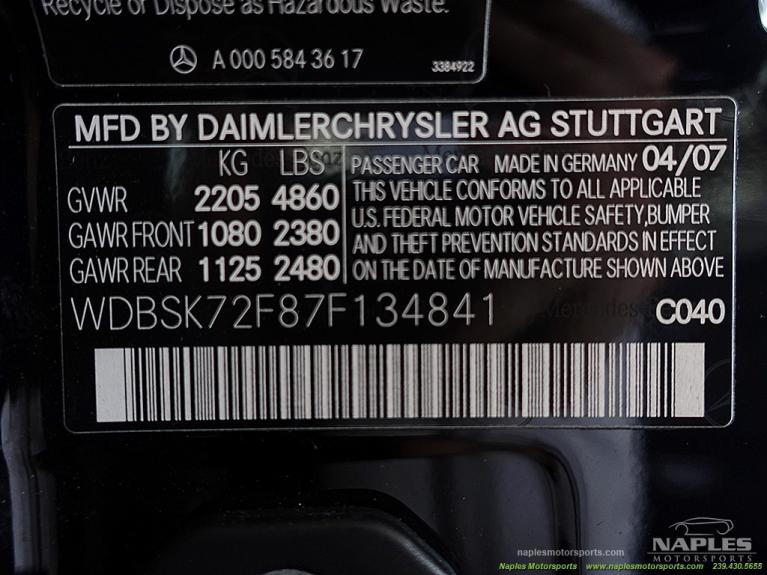 Recycle or Dispose as Hazardous Waste.
A 000 584 36 17
3384922
MFD BY DAIMLERCHRYSLER AG STUTTGART
KG LBS
GVWR 2205 4860
GAWR FRONT 1080 2380
GAWR REAR 1125 2480
PASSENGER CAR MADE IN GERMANY 04/07
THIS VEHICLE CONFORMS TO ALL APPLICABLE
U.S. FEDERAL MOTOR VEHICLE SAFETY,BUMPER
AND THEFT PREVENTION STANDARDS IN EFFECT
ON THE DATE OF MANUFACTURE SHOWN ABOVE
WDBSK72F87F134841 C040
NAPLES
MOTORSPORTS
naplesmotorsports.com
Naples Motorsports - www.naplesmotorsports.com - 239.430.5655